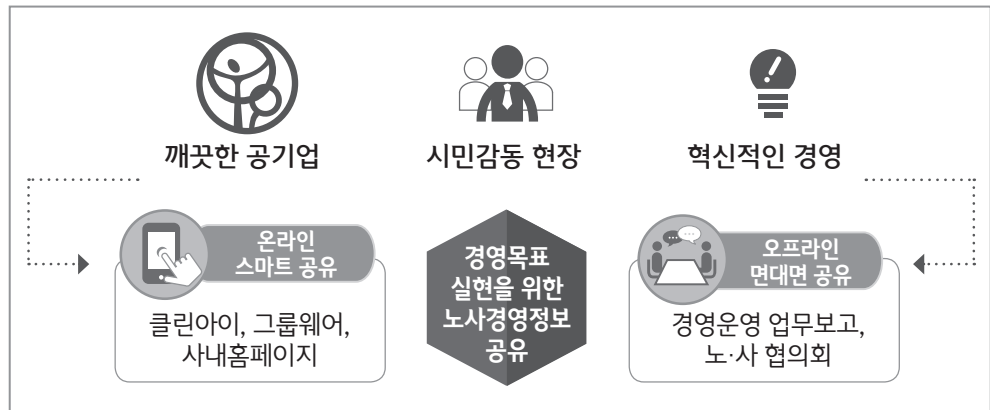 깨끗한 공기업
시민감동 현장
혁신적인 경영
온라인
스마트 공유
클린아이, 그룹웨어,
사내홈페이지
경영목표
실현을 위한
노사경영정보
공유
오프라인
면대면 공유
경영운영 업무보고,
노·사 협의회